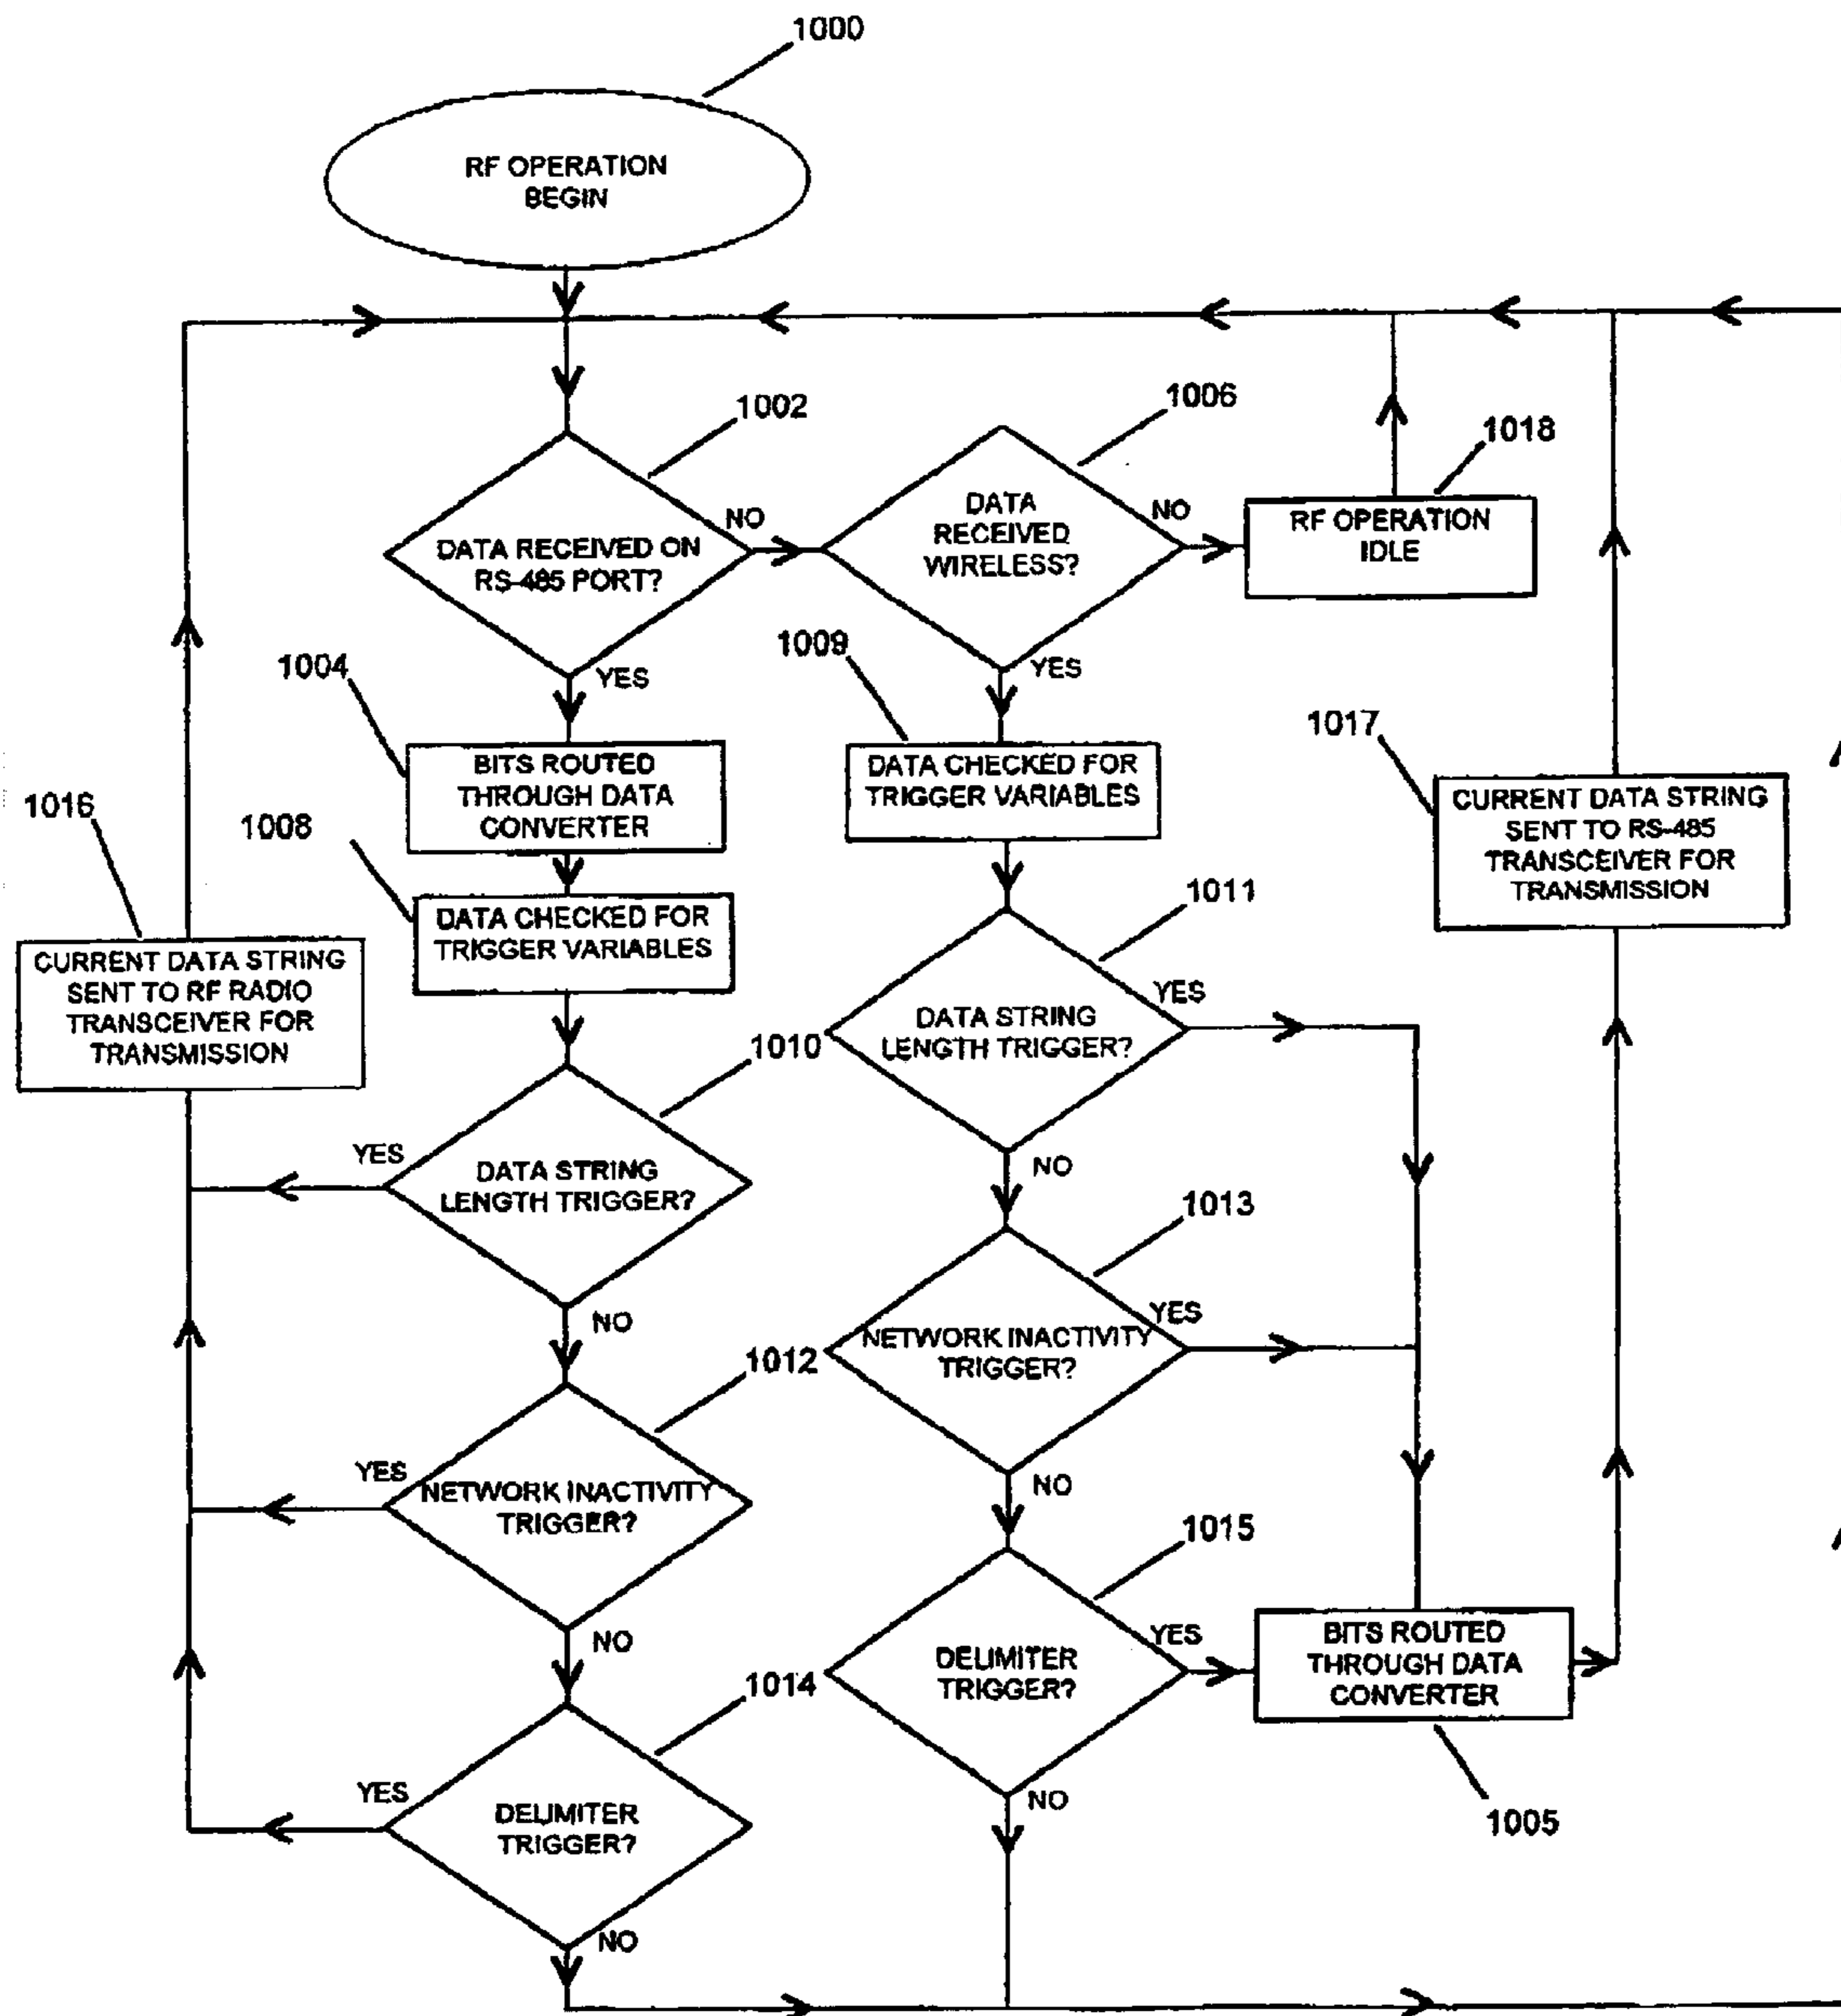 1000
RF OPERATION
BEGIN
1002
1006
1018
NO
NO
DATA RECEIVED ON
RS-485 PORT?
DATA
RECEIVED
WIRELESS?
RF OPERATION
IDLE
1004
YES
1009
YES
1017
BITS ROUTED
THROUGH DATA
CONVERTER
DATA CHECKED FOR
TRIGGER VARIABLES
CURRENT DATA STRING
SENT TO RS-485
TRANSCEIVER FOR
TRANSMISSION
1016
1008
DATA CHECKED FOR
TRIGGER VARIABLES
1011
CURRENT DATA STRING
SENT TO RF RADIO
TRANSCEIVER FOR
TRANSMISSION
YES
DATA STRING
LENGTH TRIGGER?
1010
YES
DATA STRING
LENGTH TRIGGER?
NO
1013
NO
YES
NETWORK INACTIVITY
TRIGGER?
1012
YES
NETWORK INACTIVITY
TRIGGER?
NO
1015
NO
YES
DELIMITER
TRIGGER?
BITS ROUTED
THROUGH DATA
CONVERTER
1014
YES
DELIMITER
TRIGGER?
NO
1005
NO